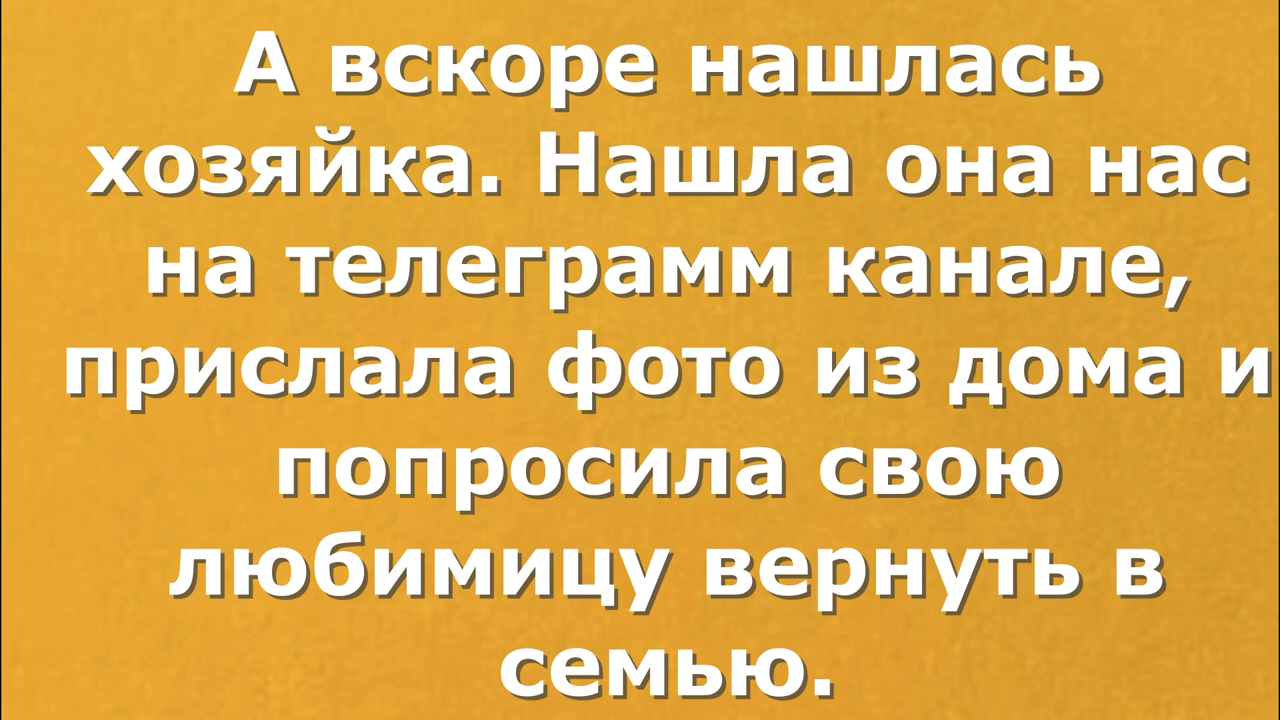 А вскоре нашлась
хозяйка. Нашла она нас
на телеграмм канале,
прислала фото из дома и
попросила свою
любимицу вернуть в
семью.